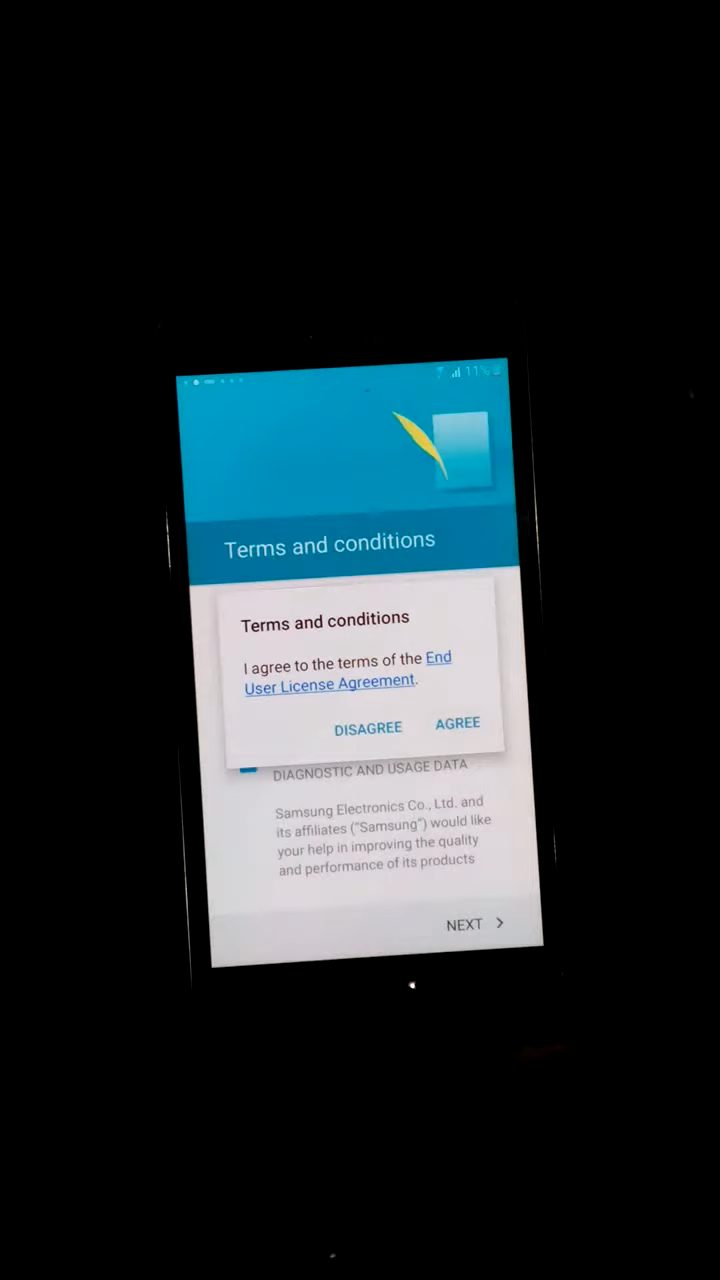 11%
Terms and conditions
Terms and conditions
I agree to the terms of the End
User License Agreement.
DISAGREE AGREE
DIAGNOSTIC AND USAGE DATA
Samsung Electronics Co., Ltd. and
its affiliates (“Samsung”) would like
your help in improving the quality
and performance of its products
NEXT